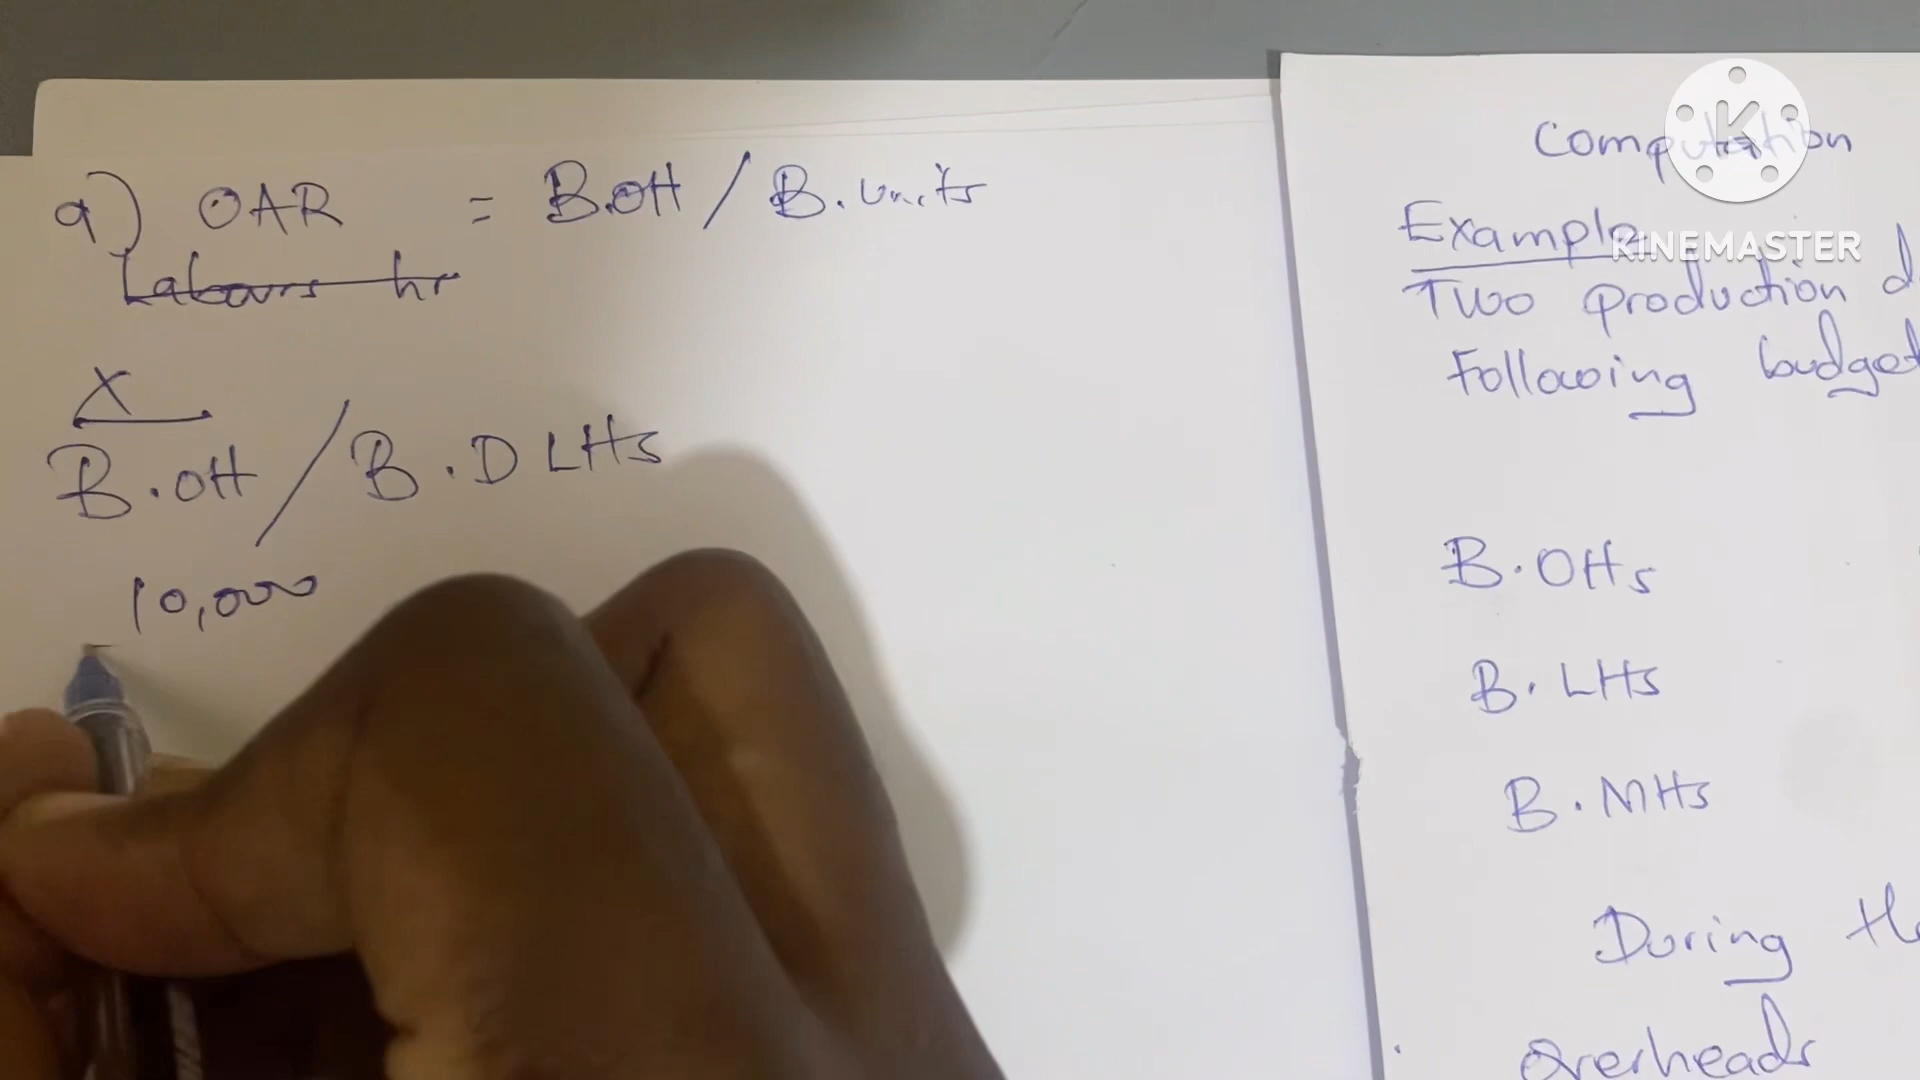 a) OAR = B.OH / B. Units
Labours hr
X
B.OH / B.D LHs
10,000
Computation
Example
Two production
Following budget
B.OHs
B.LHs
B.MHs
During
overheads
KINEMASTER